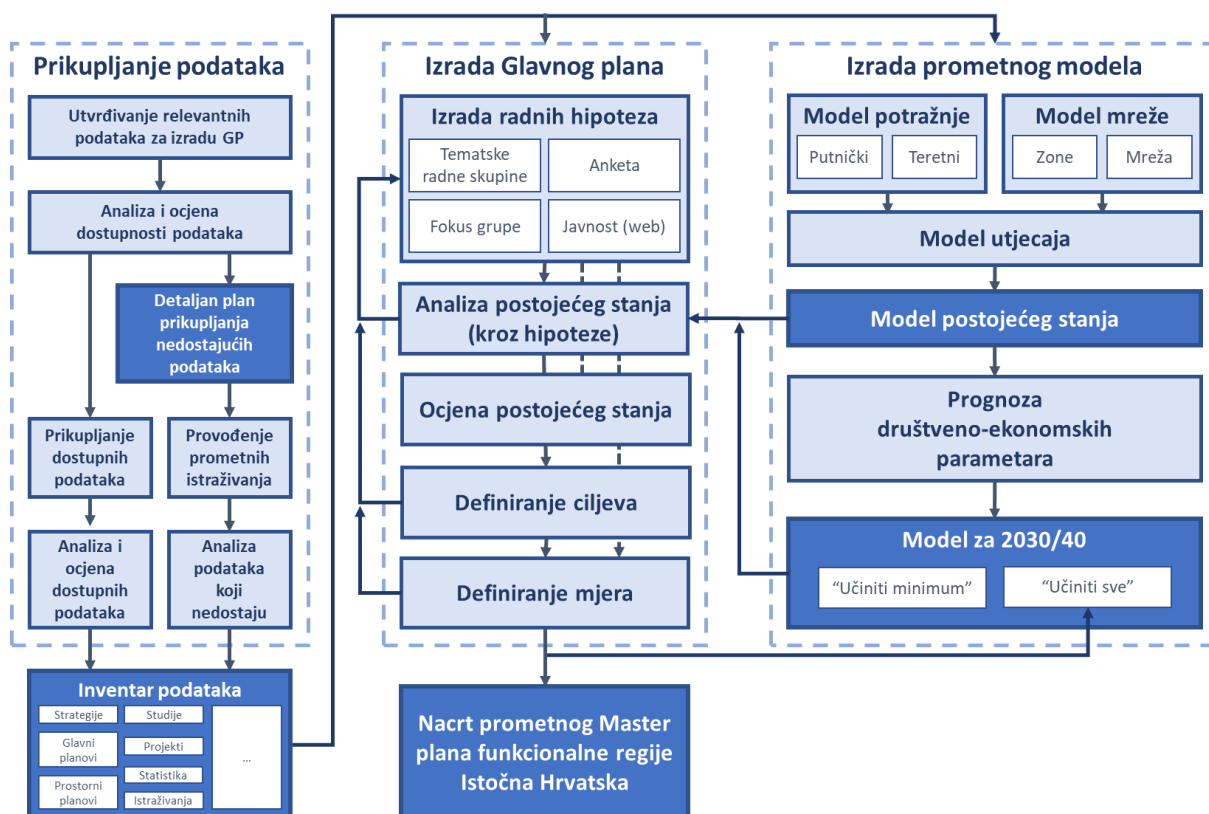 Prikupljanje podataka
Utvrđivanje relevantnih
podataka za izradu GP
Analiza i ocjena
dostupnosti podataka
Detaljan plan
prikupljanja
nedostajućih
podataka
Prikupljanje
dostupnih
podataka
Provođenje
prometnih
istraživanja
Analiza i
ocjena
dostupnih
podataka
Analiza
podataka
koji
nedostaju
Inventar podataka
Strategije
Studije
...
Glavni
planovi
Projekti
Statistika
Prostorni
planovi
Istraživanja
Izrada Glavnog plana
Izrada radnih hipoteza
Tematske
radne skupine
Anketa
Fokus grupe
Javnost (web)
Analiza postojećeg stanja
(kroz hipoteze)
Ocjena postojećeg stanja
Definiranje ciljeva
Definiranje mjera
Nacrt prometnog Master
plana funkcionalne regije
Istočna Hrvatska
Izrada prometnog modela
Model potražnje
Putnički
Teretni
Model mreže
Zone
Mreža
Model utjecaja
Model postojećeg stanja
Prognoza
društveno-ekonomskih
parametara
Model za 2030/40
“Učiniti minimum”
“Učiniti sve”